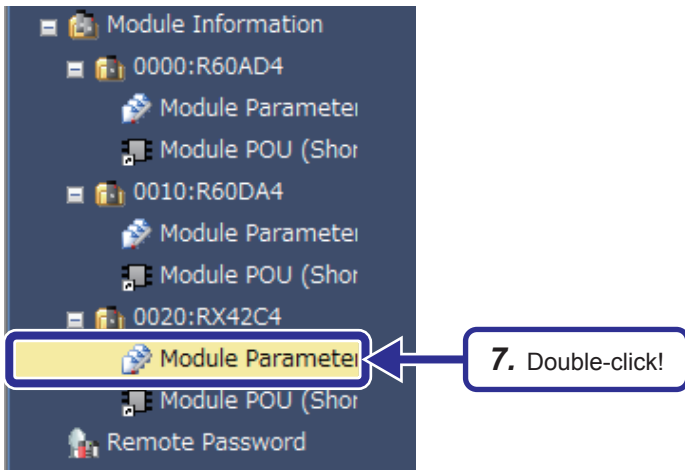 Module Information
0000:R60AD4
Module Parameter
Module POU (Shor
0010:R60DA4
Module Parameter
Module POU (Shor
0020:RX42C4
Module Parameter
7. Double-click!
Module POU (Shor
Remote Password